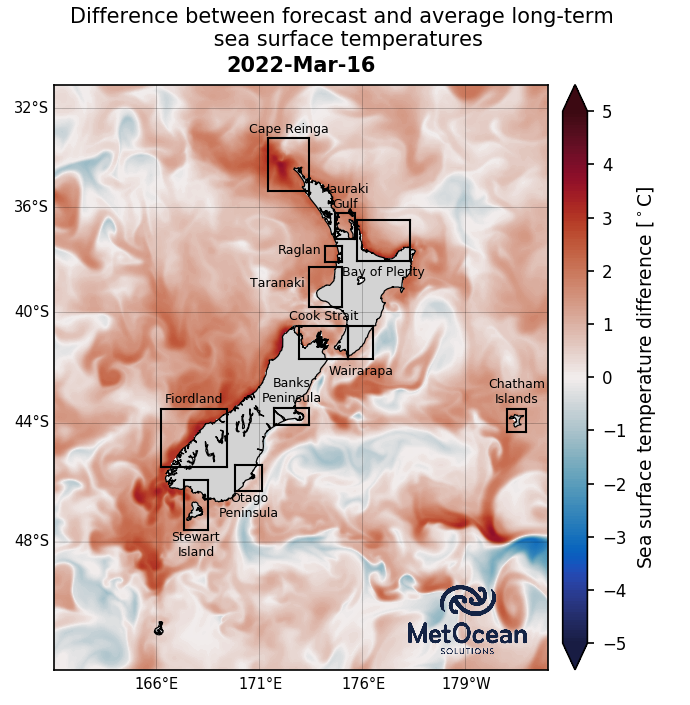 Difference between forecast and average long-term
sea surface temperatures
2022-Mar-16
32°S
36°S
40°S
44°S
48°S
166°E
171°E
176°E
179°W
Cape Reinga
Hauraki
Gulf
Raglan
Bay of Plenty
Taranaki
Cook Strait
Wairarapa
Banks
Peninsula
Fiordland
Chatham
Islands
Otago
Peninsula
Stewart
Island
MetOcean
SOLUTIONS
5
4
3
2
1
0
−1
−2
−3
−4
−5
Sea surface temperature difference [°C]